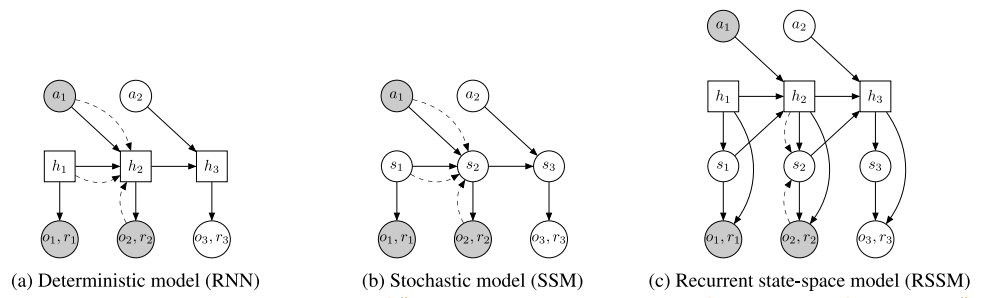 a1 a2
h1 h2 h3
o1, r1 o2, r2 o3, r3
(a) Deterministic model (RNN)
a1 a2
s1 s2 s3
o1, r1 o2, r2 o3, r3
(b) Stochastic model (SSM)
a1 a2
h1 h2 h3
s1 s2 s3
o1, r1 o2, r2 o3, r3
(c) Recurrent state-space model (RSSM)